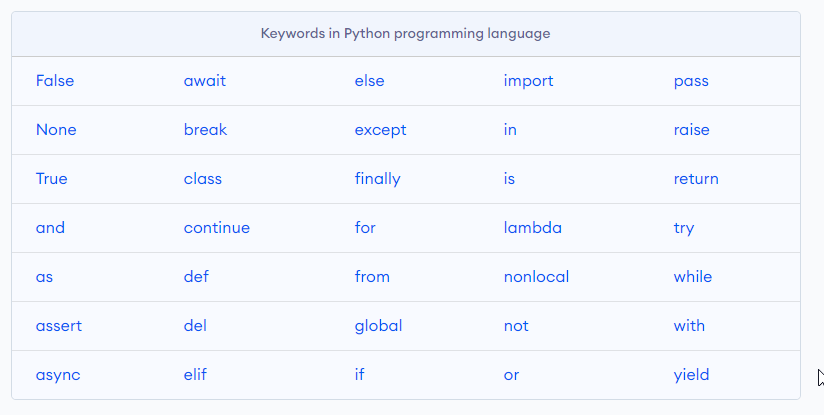 Keywords in Python programming language
False await else import pass
None break except in raise
True class finally is return
and continue for lambda try
as def from nonlocal while
assert del global not with
async elif if or yield